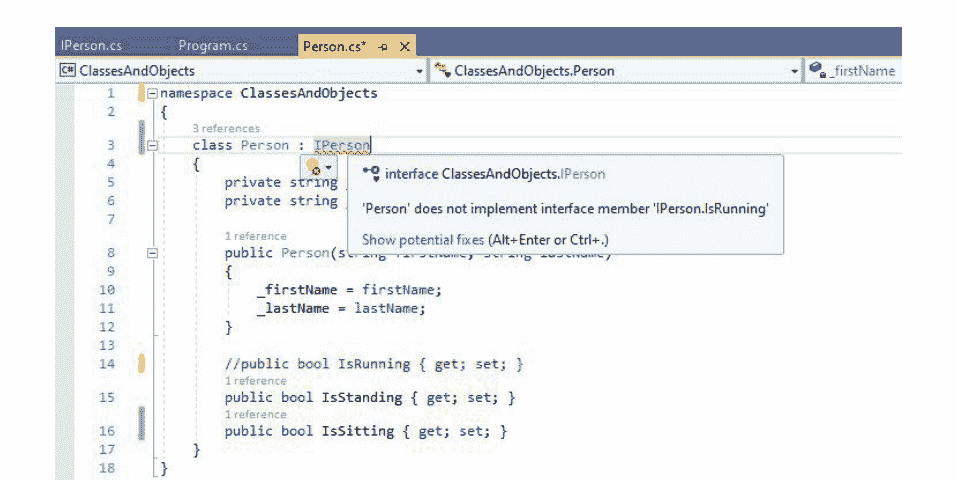 IPerson.cs Program.cs Person.cs*
C# ClassesAndObjects ClassesAndObjects.Person _firstName
1 namespace ClassesAndObjects
2 {
3 references
3 class Person : IPerson
4 {
interface ClassesAndObjects.IPerson
5 private string
'Person' does not implement interface member 'IPerson.IsRunning'
6 private string
7
Show potential fixes (Alt+Enter or Ctrl+.)
1 reference
8 public Person(string firstName, string lastName)
9 {
10 _firstName = firstName;
11 _lastName = lastName;
12 }
13
14 //public bool IsRunning { get; set; }
1 reference
15 public bool IsStanding { get; set; }
1 reference
16 public bool IsSitting { get; set; }
17 }
18 }